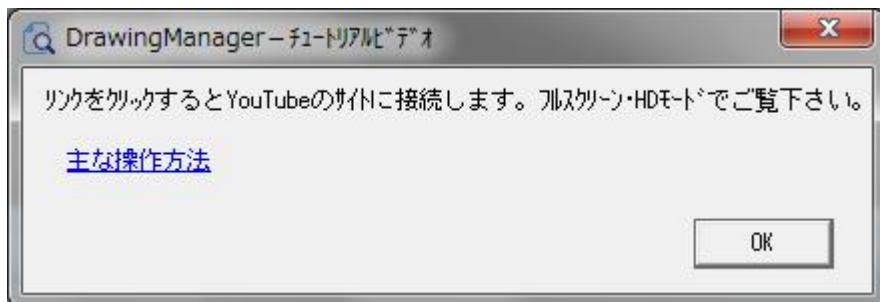 DrawingManager－ﾁｭｰﾄﾘｱﾙﾋﾞﾃﾞｵ
ﾘﾝｸをｸﾘｯｸするとYouTubeのｻｲﾄに接続します。ﾌﾙｽｸﾘｰﾝ･HDﾓｰﾄﾞでご覧下さい。
主な操作方法
OK